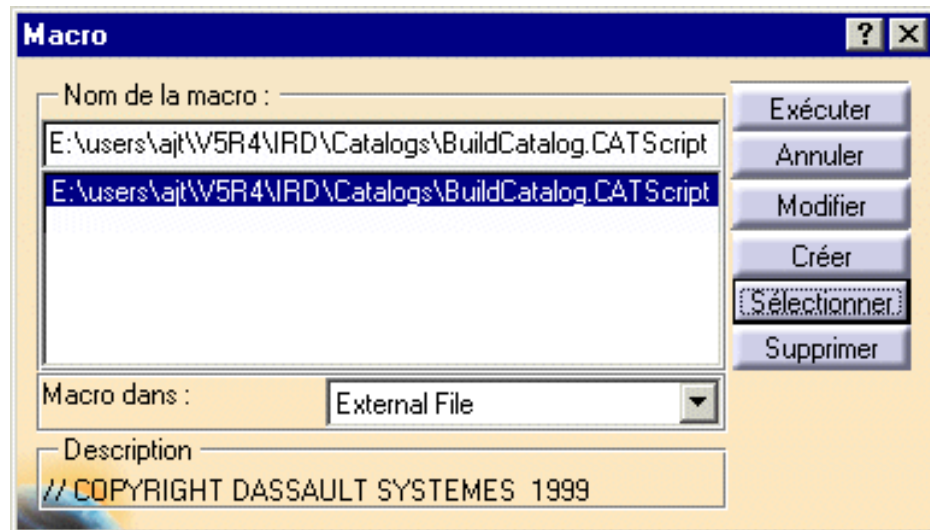 Macro
Nom de la macro :
E:\users\ajt\V5R4\IRD\Catalogs\BuildCatalog.CATScript
E:\users\ajt\V5R4\IRD\Catalogs\BuildCatalog.CATScript
Exécuter
Annuler
Modifier
Créer
Sélectionner
Supprimer
Macro dans :
External File
Description
// COPYRIGHT DASSAULT SYSTEMES 1999